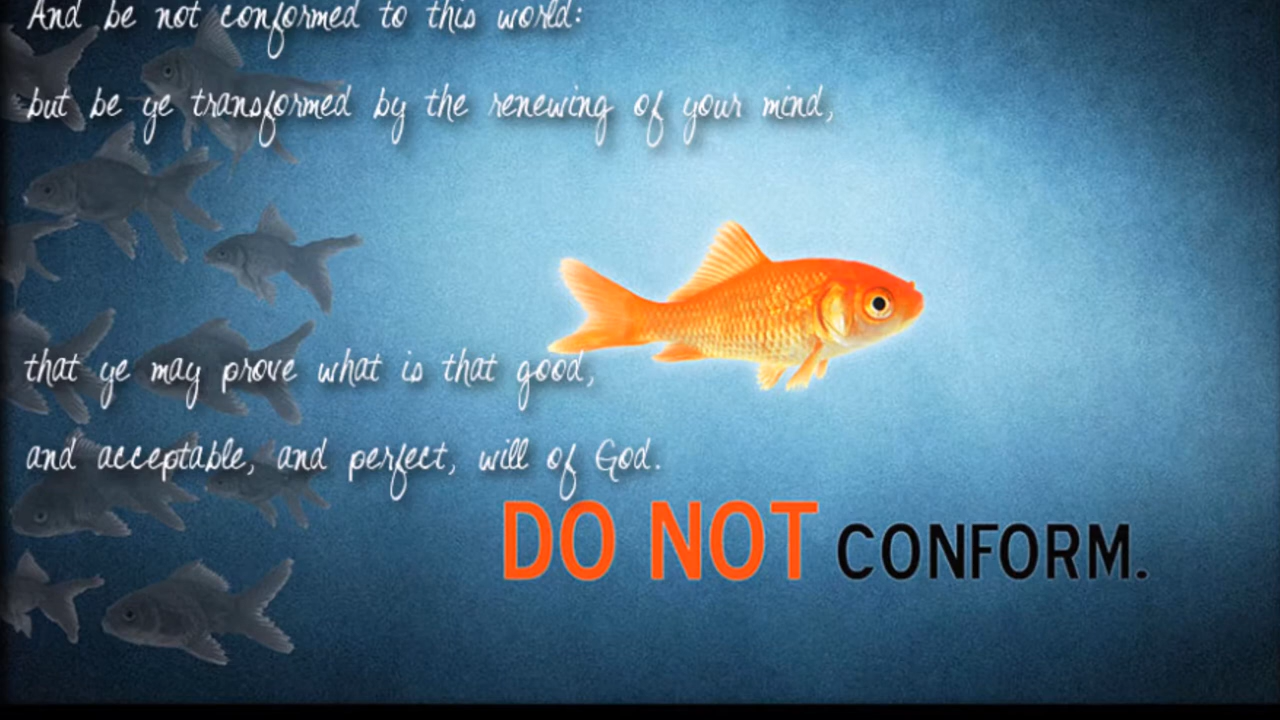 And be not conformed to this world:
but be ye transformed by the renewing of your mind,
that ye may prove what is that good,
and acceptable, and perfect, will of God.
DO NOT CONFORM.